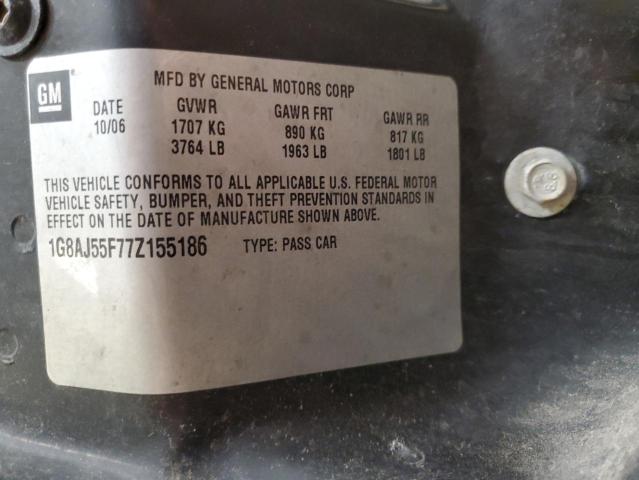 GM
MFD BY GENERAL MOTORS CORP
DATE GVWR GAWR FRT GAWR RR
10/06 1707 KG 890 KG 817 KG
3764 LB 1963 LB 1801 LB
THIS VEHICLE CONFORMS TO ALL APPLICABLE U.S. FEDERAL MOTOR
VEHICLE SAFETY, BUMPER, AND THEFT PREVENTION STANDARDS IN
EFFECT ON THE DATE OF MANUFACTURE SHOWN ABOVE.
1G8AJ55F77Z155186 TYPE: PASS CAR